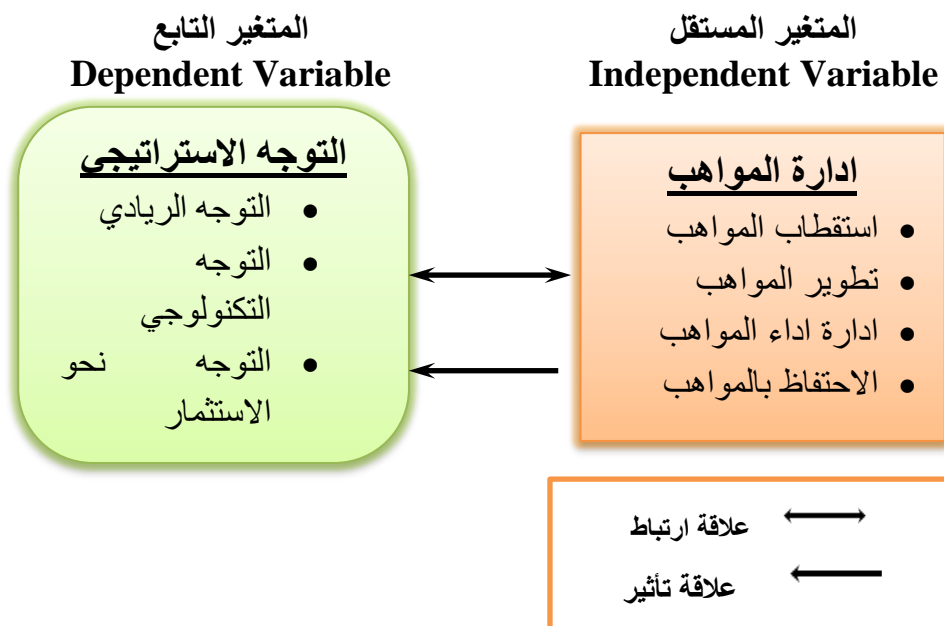 المتغير المستقل
Independent Variable
ادارة المواهب
• استقطاب المواهب
• تطوير المواهب
• ادارة اداء المواهب
• الاحتفاظ بالمواهب
المتغير التابع
Dependent Variable
التوجه الاستراتيجي
• التوجه الريادي
• التوجه
التكنولوجي
• التوجه نحو
الاستثمار
علاقة ارتباط
علاقة تأثير